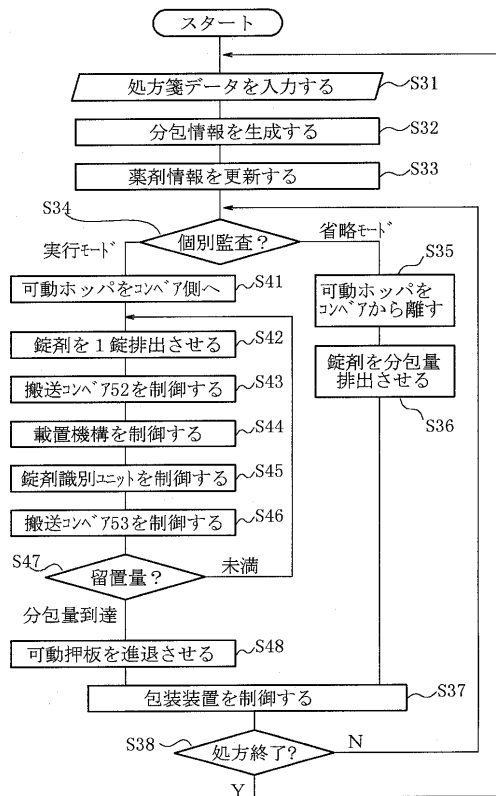 スタート
処方箋データを入力する
S31
分包情報を生成する
S32
薬剤情報を更新する
S33
S34
個別監査?
実行モード
省略モード
S35
可動ホッパを
コンベアから離す
錠剤を分包量
排出させる
S36
可動ホッパをコンベア側へ
S41
錠剤を1錠排出させる
S42
搬送コンベア52を制御する
S43
載置機構を制御する
S44
錠剤識別ユニットを制御する
S45
搬送コンベア53を制御する
S46
S47
留置量?
未満
分包量到達
可動押板を進退させる
S48
包装装置を制御する
S37
S38
処方終了?
N
Y